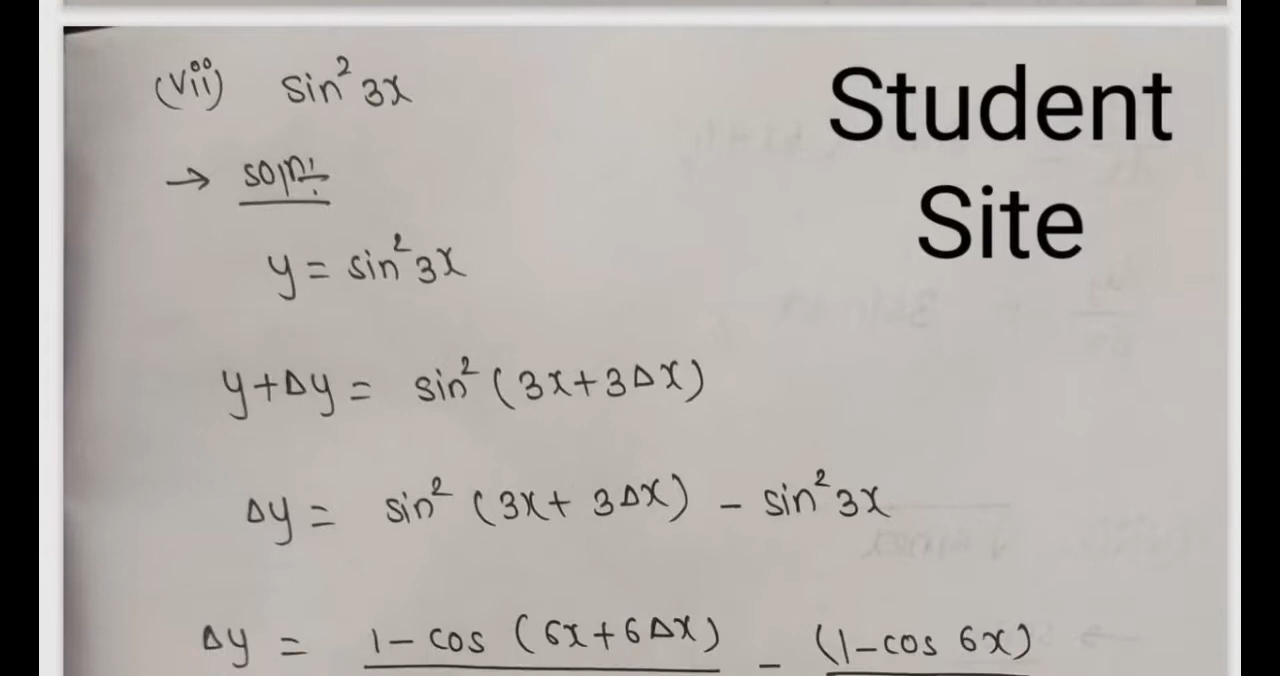 (vii) sin² 3x
Student
Site
→ soln:
y = sin² 3x
y+Δy = sin² (3x+3Δx)
Δy = sin² (3x+ 3Δx) - sin² 3x
Δy = 1- cos (6x+6Δx) - (1-cos 6x)